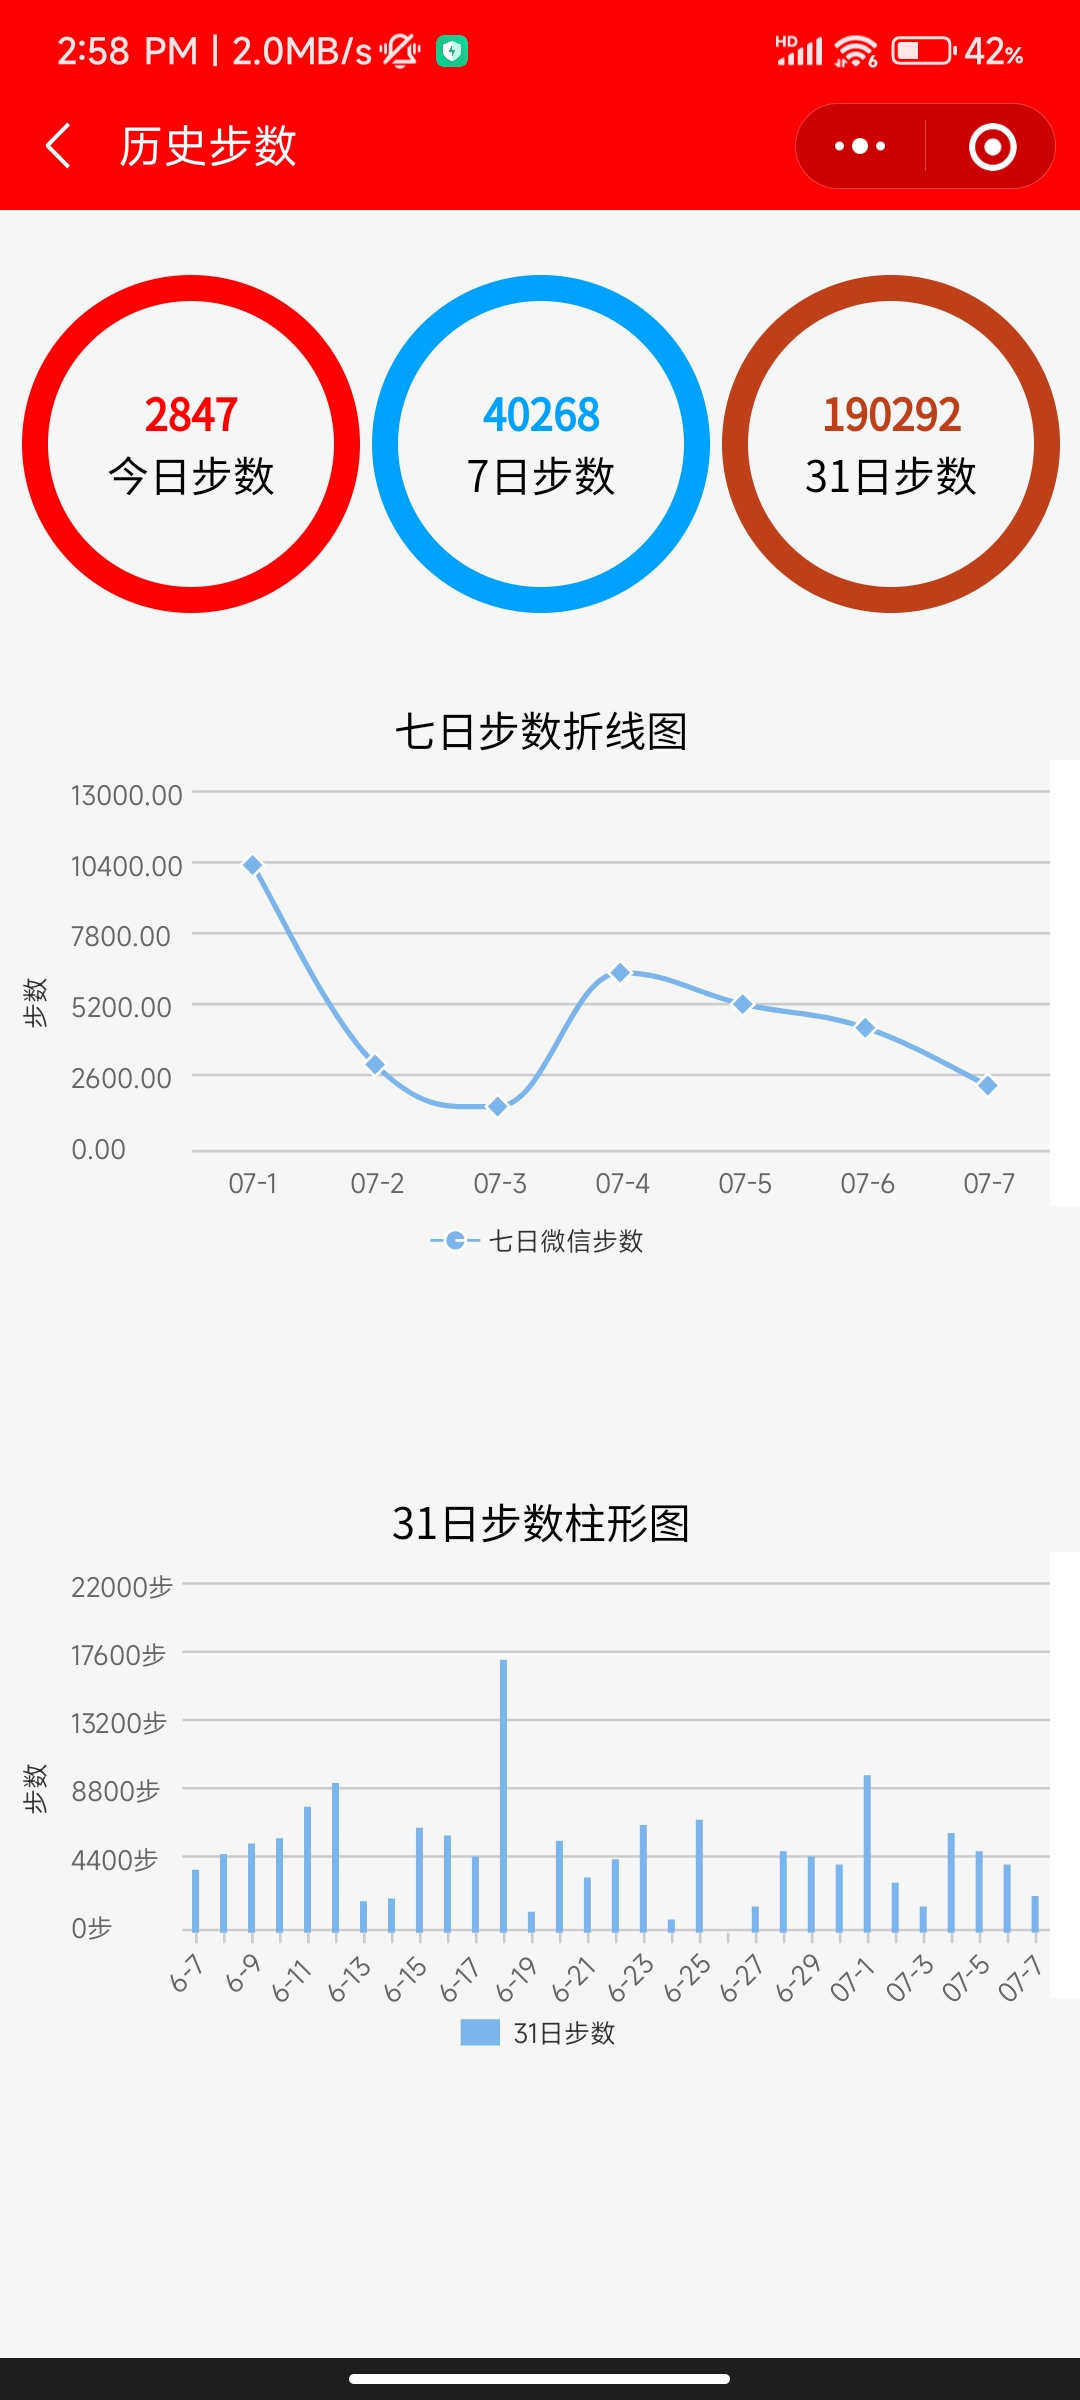 2:58 PM | 2.0MB/s HD 6 42%
历史步数
2847 40268 190292
今日步数 7日步数 31日步数
七日步数折线图
13000.00
10400.00
7800.00
5200.00
2600.00
0.00
步数
07-1 07-2 07-3 07-4 07-5 07-6 07-7
七日微信步数
31日步数柱形图
22000步
17600步
13200步
8800步
4400步
0步
步数
6-7 6-9 6-11 6-13 6-15 6-17 6-19 6-21 6-23 6-25 6-27 6-29 07-1 07-3 07-5 07-7
31日步数